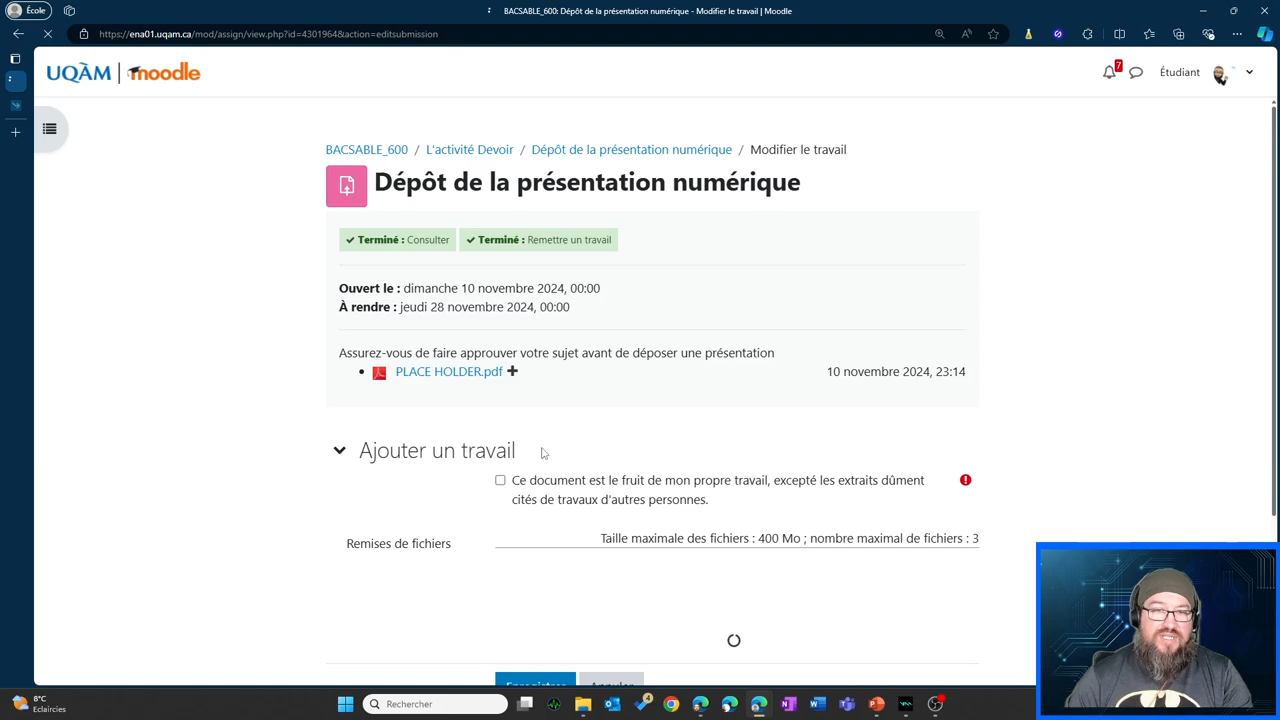 École
BACSABLE_600: Dépôt de la présentation numérique - Modifier le travail | Moodle
https://ena01.uqam.ca/mod/assign/view.php?id=4301964&action=editsubmission
UQÀM | moodle
7
Étudiant
BACSABLE_600 / L'activité Devoir / Dépôt de la présentation numérique / Modifier le travail
Dépôt de la présentation numérique
Terminé : Consulter
Terminé : Remettre un travail
Ouvert le : dimanche 10 novembre 2024, 00:00
À rendre : jeudi 28 novembre 2024, 00:00
Assurez-vous de faire approuver votre sujet avant de déposer une présentation
PLACE HOLDER.pdf 10 novembre 2024, 23:14
Ajouter un travail
Ce document est le fruit de mon propre travail, excepté les extraits dûment
cités de travaux d'autres personnes.
Taille maximale des fichiers : 400 Mo ; nombre maximal de fichiers : 3
Remises de fichiers
Enregistrer Annuler
8°C
Eclaircies
Rechercher
4